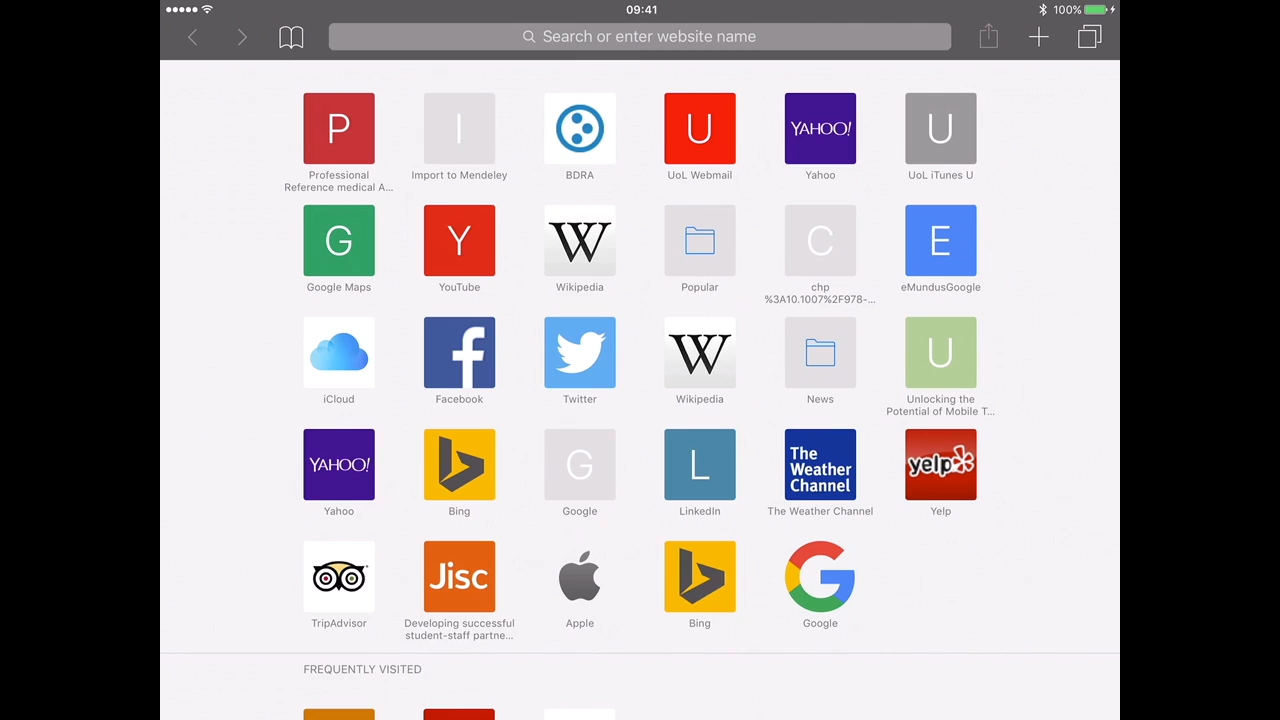 09:41
100%
Search or enter website name
P
I
U
YAHOO!
U
Professional
Reference medical A...
Import to Mendeley
BDRA
UoL Webmail
Yahoo
UoL iTunes U
G
Y
W
C
E
Google Maps
YouTube
Wikipedia
Popular
chp
%3A10.1007%2F978-...
eMundusGoogle
f
W
U
iCloud
Facebook
Twitter
Wikipedia
News
Unlocking the
Potential of Mobile T...
YAHOO!
G
L
The
Weather
Channel
yelp
Yahoo
Bing
Google
LinkedIn
The Weather Channel
Yelp
Jisc
G
TripAdvisor
Developing successful
student-staff partne...
Apple
Bing
Google
FREQUENTLY VISITED